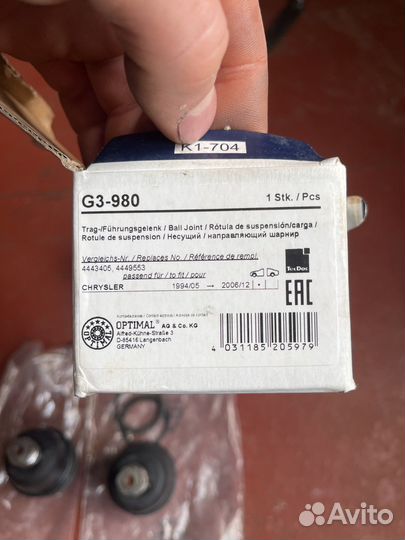 K1-704
G3-980 1 Stk. / Pcs
Trag-/Führungsgelenk / Ball Joint / Rótula de suspensión/carga /
Rotule de suspension / Несущий / направляющий шарнир
Vergleichs-Nr. / Replaces No. / Référence de rempl.
4443405, 4449553
passend für / to fit / pour
CHRYSLER 1994/05 → 2006/12
TecDoc
EAC
OPTIMAL® AG & Co. KG
Alfred-Kühne-Straße 3
D-85416 Langenbach
GERMANY
OPTIMAL
4 031185 205979
Avito